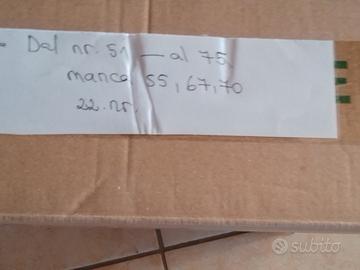 - Dal nr. 51 — al 75
manca 55, 67, 70
22. nr.
subito